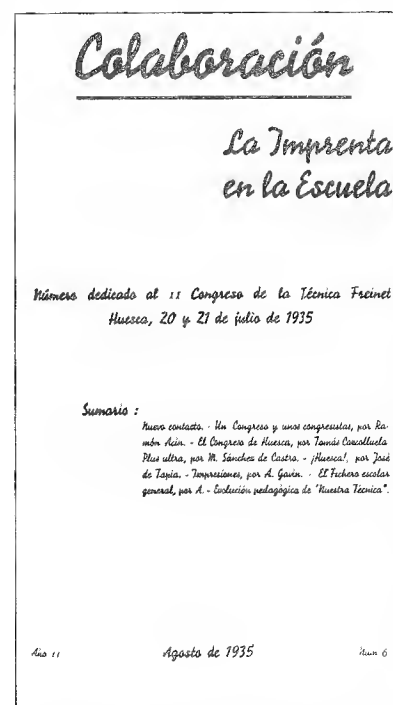 Colaboración
La Imprenta
en la Escuela
Número dedicado al II Congreso de la Técnica Freinet
Huesca, 20 y 21 de julio de 1935
Sumario :
Nuevo contacto. - Un Congreso y unos congresistas, por Ra-
món Acín. - El Congreso de Huesca, por Tomás Cascolluela
Plus ultra, por M. Sánchez de Castro. - ¡Huesca!, por José
de Tapia. - Impresiones, por A. Gavín. - El Fichero escolar
general, por A. - Evolución pedagógica de "Nuestra Técnica".
Año II
Agosto de 1935
Núm 6